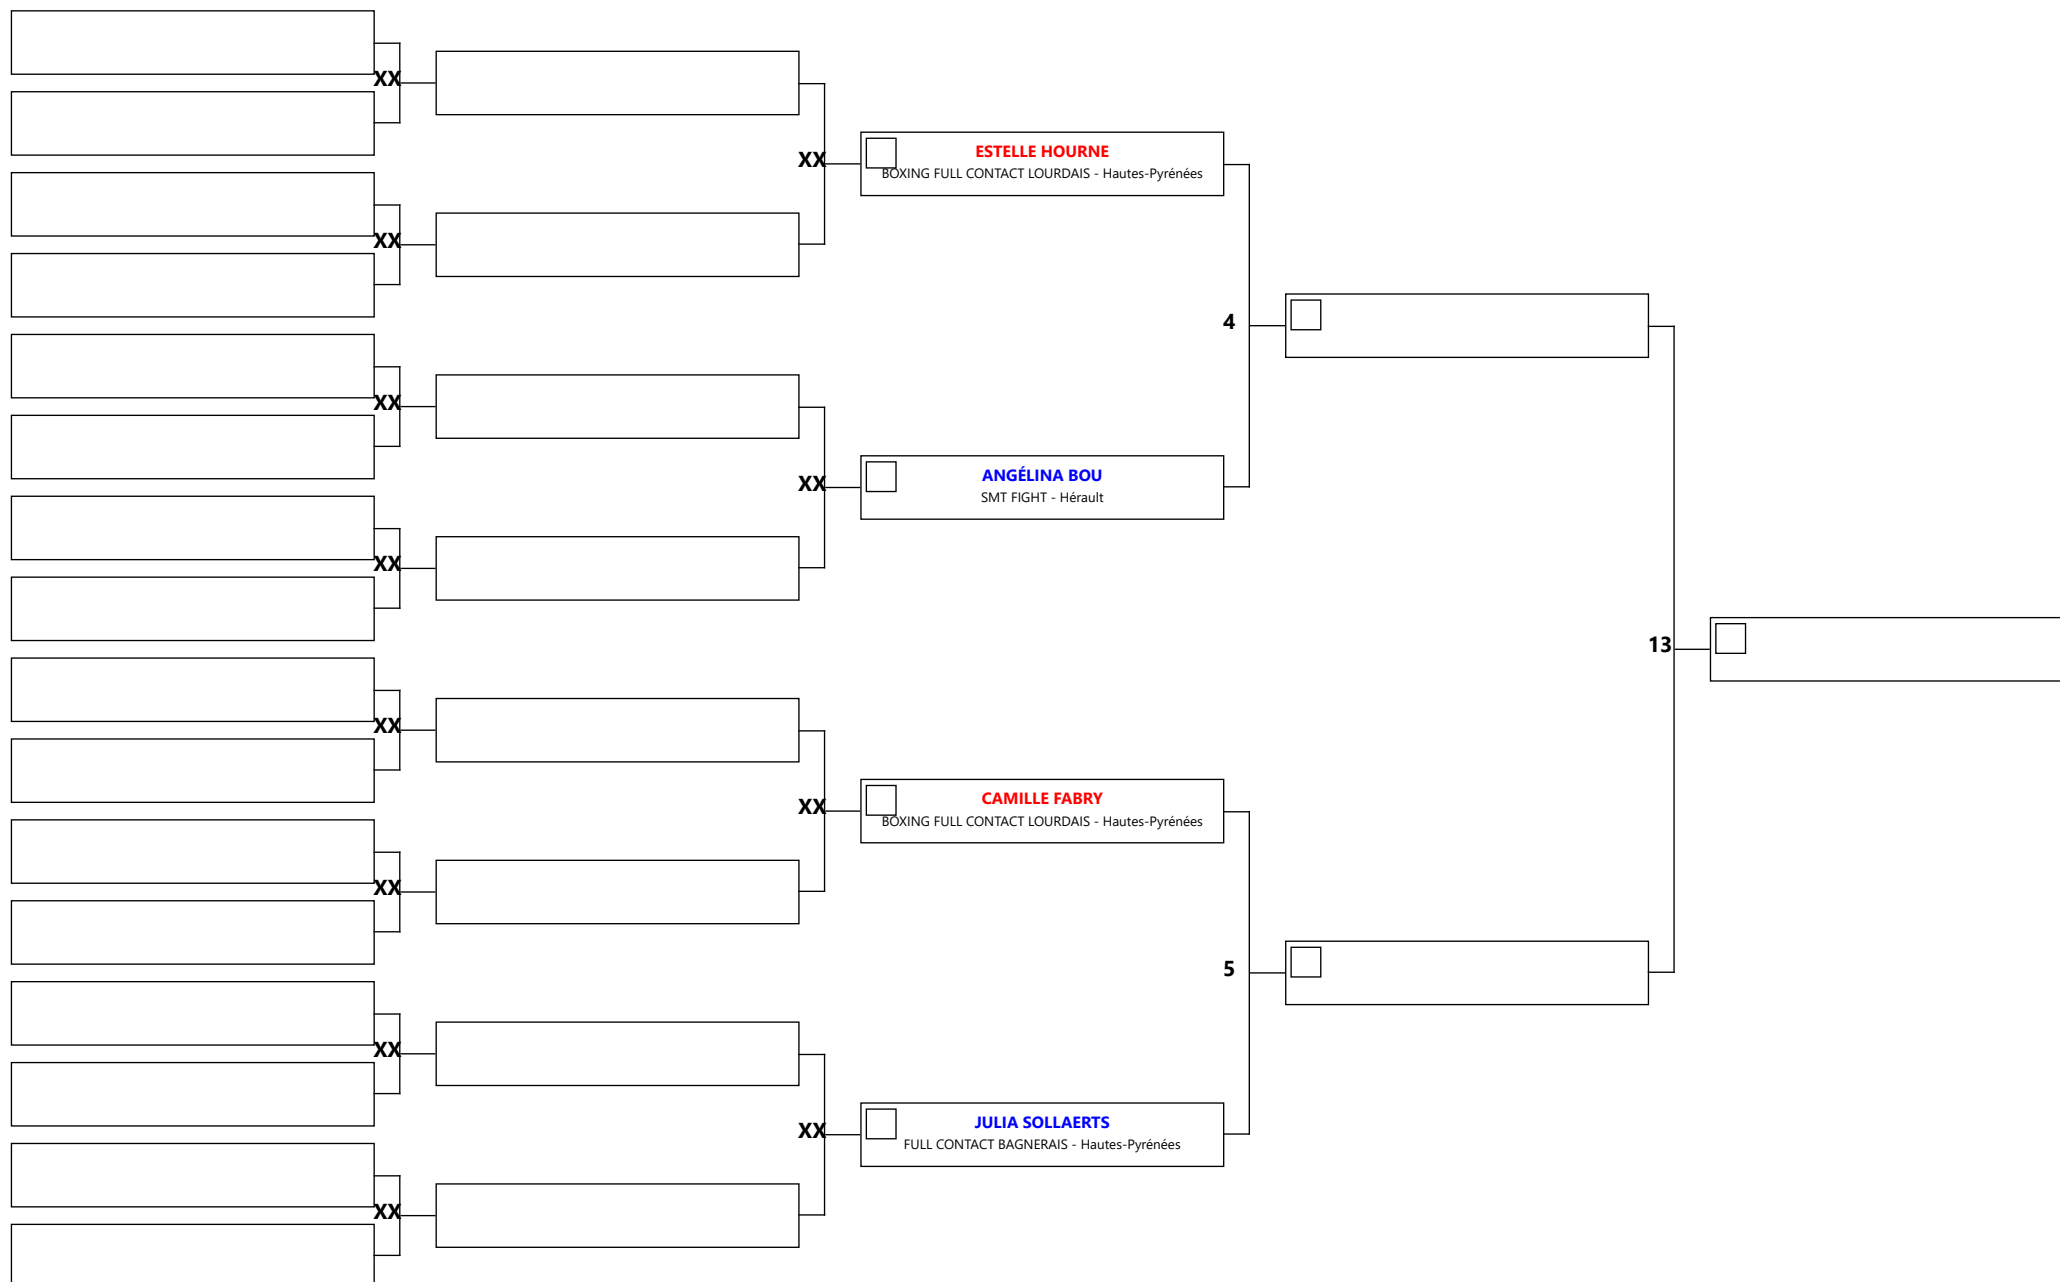 XX
XX
ESTELLE HOURNE
BOXING FULL CONTACT LOURDAIS - Hautes-Pyrénées
XX
4
XX
XX
ANGÉLINA BOU
SMT FIGHT - Hérault
XX
13
XX
XX
CAMILLE FABRY
BOXING FULL CONTACT LOURDAIS - Hautes-Pyrénées
XX
5
XX
XX
JULIA SOLLAERTS
FULL CONTACT BAGNERAIS - Hautes-Pyrénées
XX